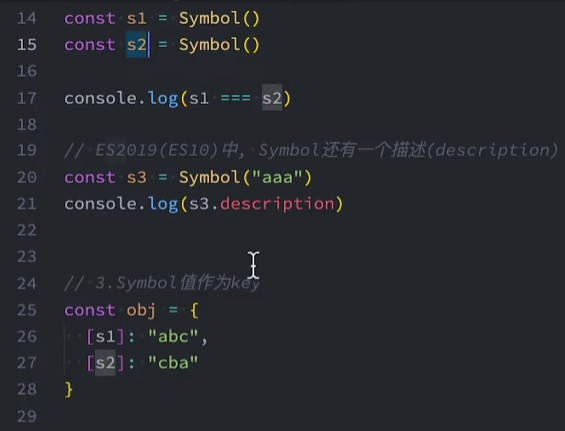 14 const s1 = Symbol()
15 const s2 = Symbol()
16
17 console.log(s1 === s2)
18
19 // ES2019(ES10)中, Symbol还有一个描述(description)
20 const s3 = Symbol("aaa")
21 console.log(s3.description)
22
23
24 // 3.Symbol值作为key
25 const obj = {
26 [s1]: "abc",
27 [s2]: "cba"
28 }
29